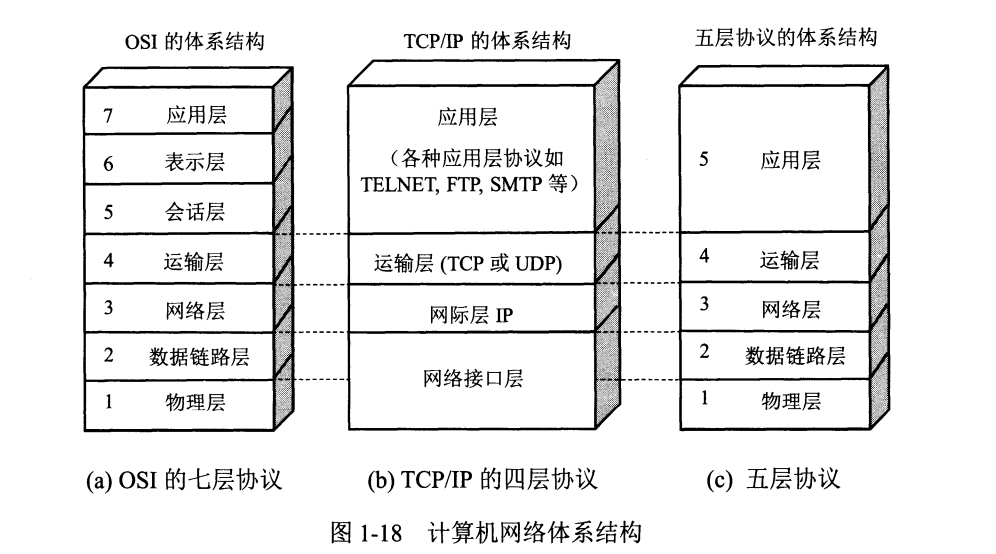 OSI 的体系结构
TCP/IP 的体系结构
五层协议的体系结构
7 应用层
6 表示层
5 会话层
4 运输层
3 网络层
2 数据链路层
1 物理层
应用层
（各种应用层协议如
TELNET, FTP, SMTP 等）
运输层 (TCP 或 UDP)
网际层 IP
网络接口层
5 应用层
4 运输层
3 网络层
2 数据链路层
1 物理层
(a) OSI 的七层协议
(b) TCP/IP 的四层协议
(c) 五层协议
图 1-18 计算机网络体系结构